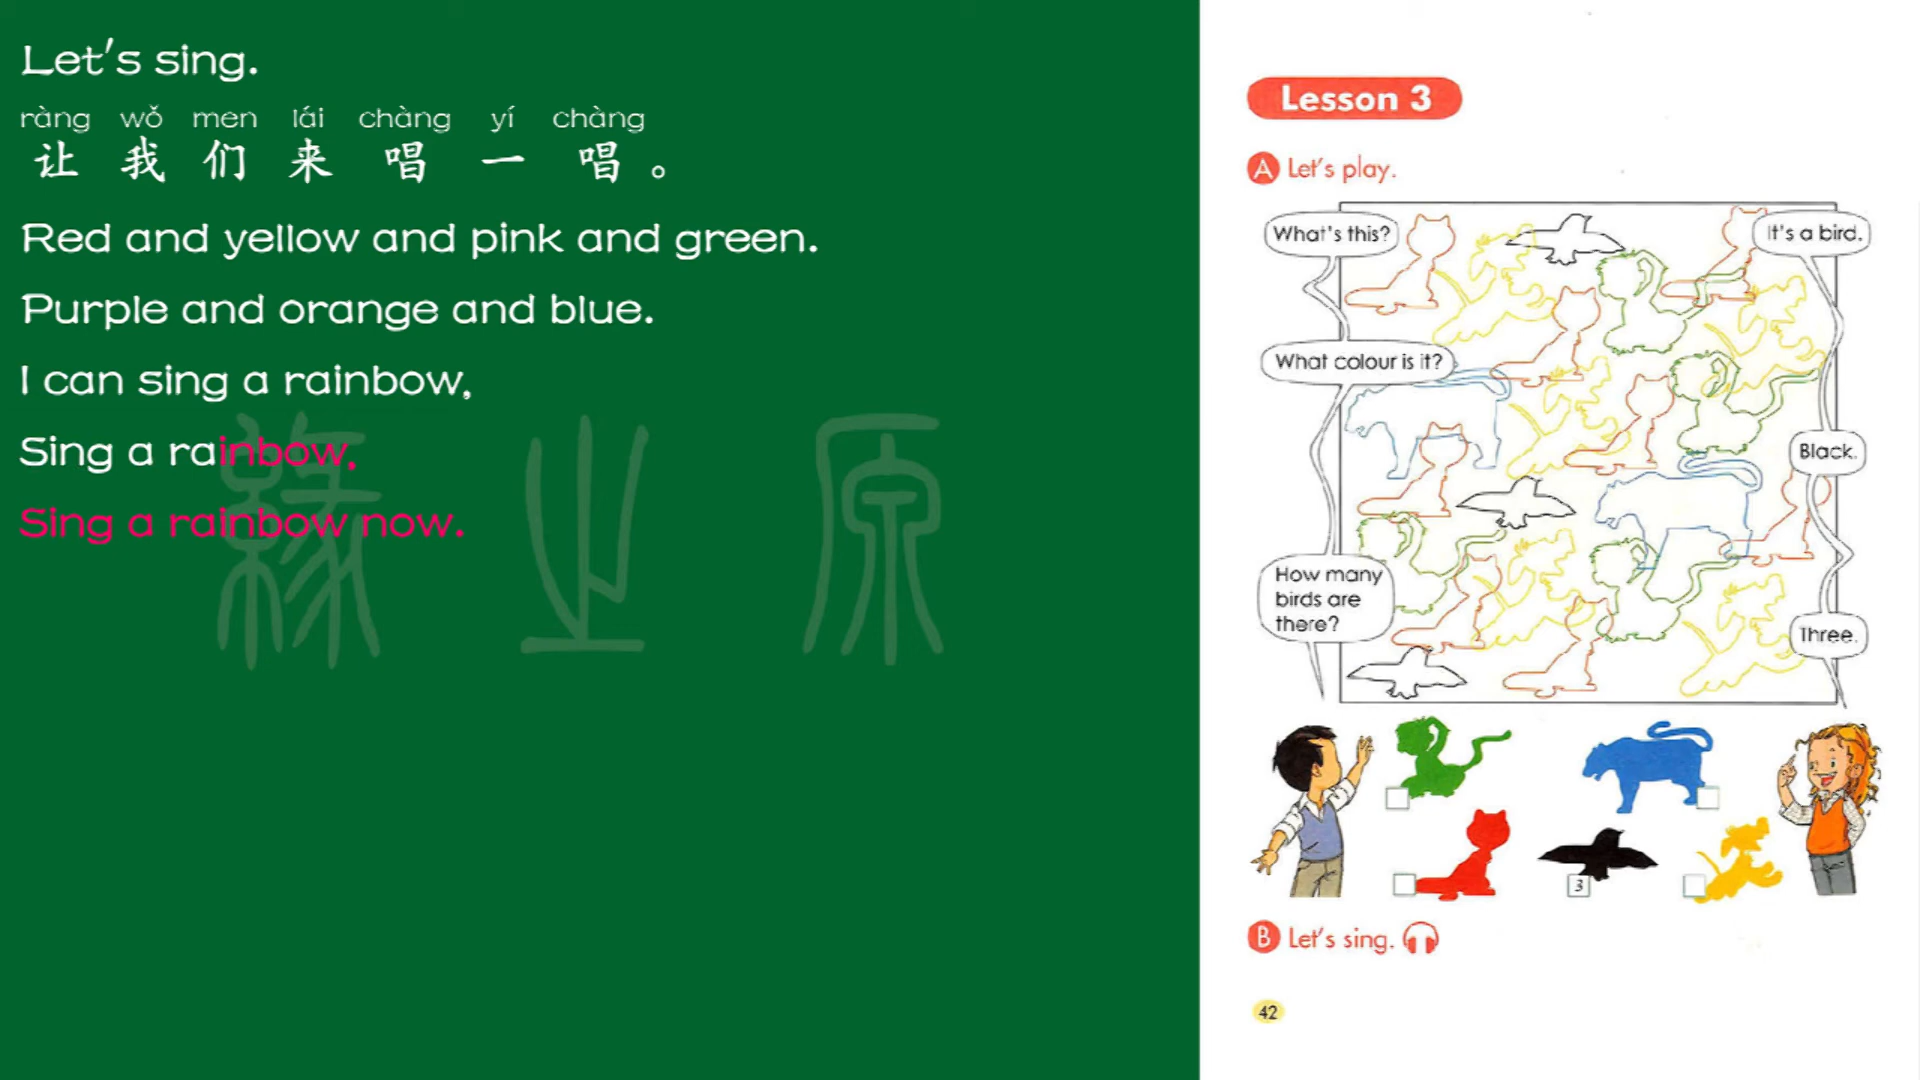 Let's sing.
ràng wǒ men lái chàng yí chàng
让我们来唱一唱。
Red and yellow and pink and green.
Purple and orange and blue.
I can sing a rainbow,
Sing a rainbow,
Sing a rainbow now.
緣业原
Lesson 3
A Let's play.
What's this?
It's a bird.
What colour is it?
Black.
How many
birds are
there?
Three.
3
B Let's sing.
42